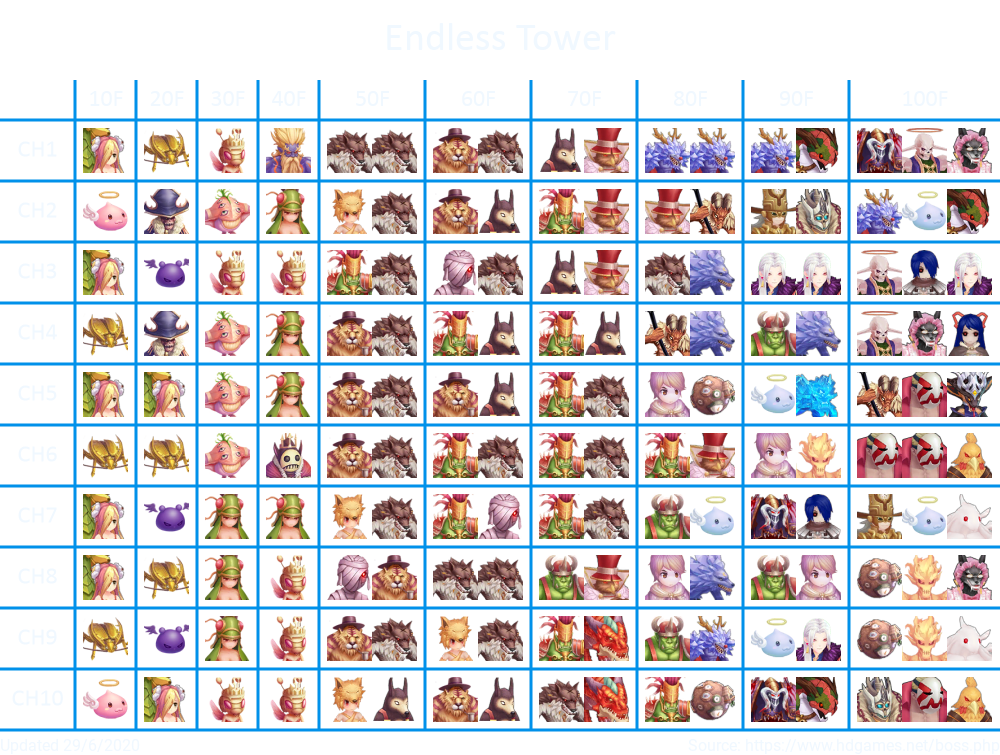 Endless Tower
10F 20F 30F 40F 50F 60F 70F 80F 90F 100F
CH1
CH2
CH3
CH4
CH5
CH6
CH7
CH8
CH9
CH10
Updated 29/6/2020
Source: https://www.hdgames.net/boss.php